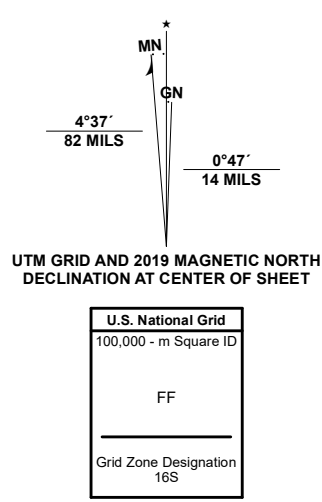 MN
GN
4°37´
82 MILS
0°47´
14 MILS
UTM GRID AND 2019 MAGNETIC NORTH
DECLINATION AT CENTER OF SHEET
U.S. National Grid
100,000 - m Square ID
FF
Grid Zone Designation
16S